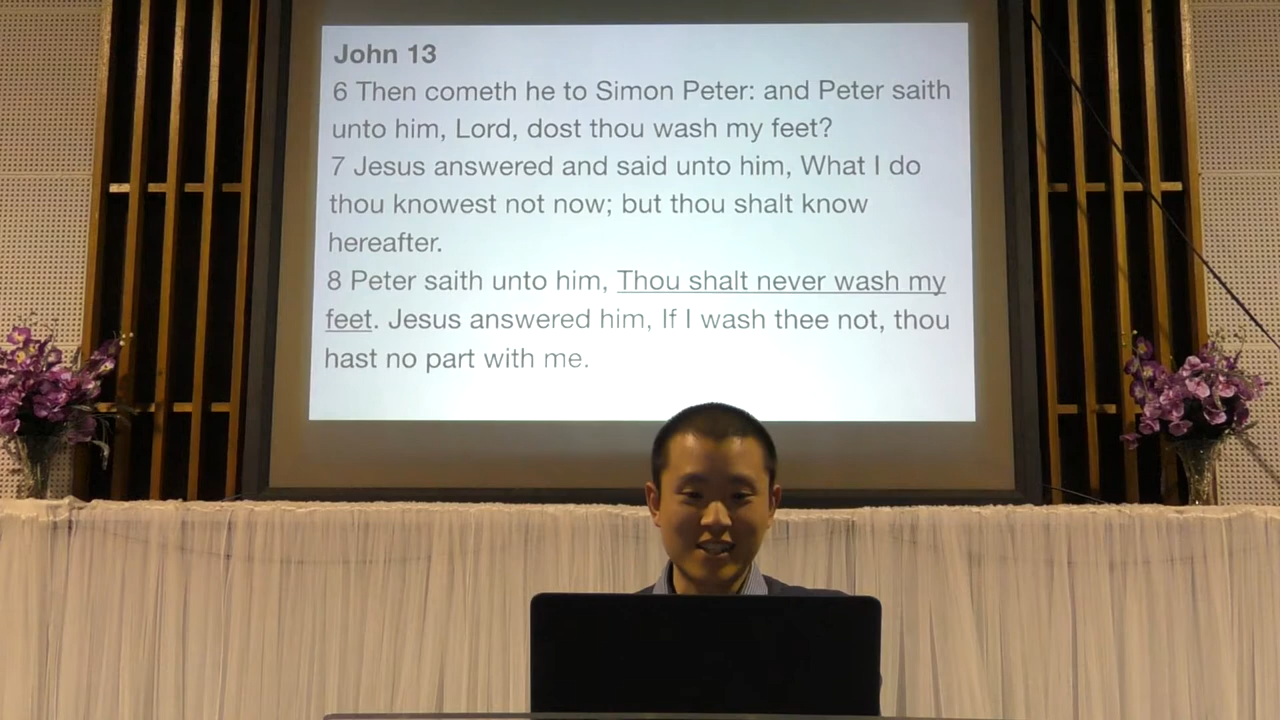 John 13
6 Then cometh he to Simon Peter: and Peter saith
unto him, Lord, dost thou wash my feet?
7 Jesus answered and said unto him, What I do
thou knowest not now; but thou shalt know
hereafter.
8 Peter saith unto him, Thou shalt never wash my
feet. Jesus answered him, If I wash thee not, thou
hast no part with me.